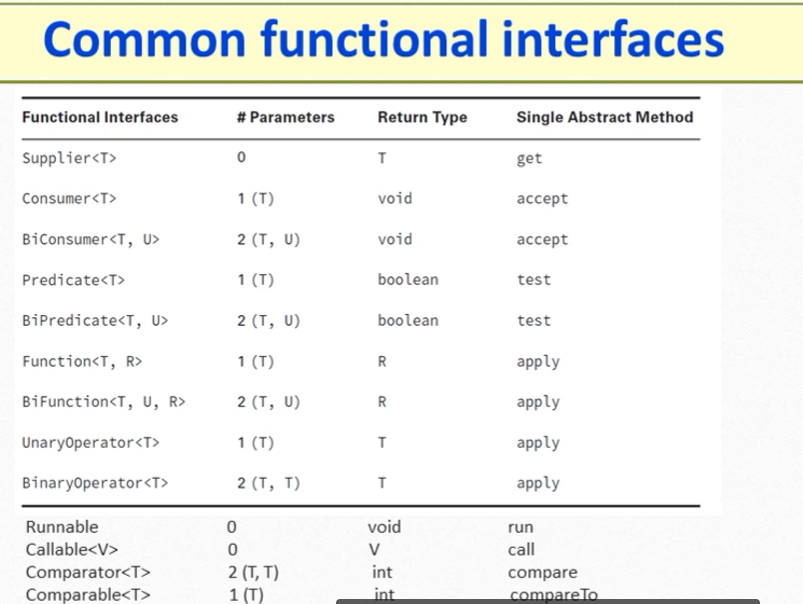 Common functional interfaces
Functional Interfaces # Parameters Return Type Single Abstract Method
Supplier<T> 0 T get
Consumer<T> 1 (T) void accept
BiConsumer<T, U> 2 (T, U) void accept
Predicate<T> 1 (T) boolean test
BiPredicate<T, U> 2 (T, U) boolean test
Function<T, R> 1 (T) R apply
BiFunction<T, U, R> 2 (T, U) R apply
UnaryOperator<T> 1 (T) T apply
BinaryOperator<T> 2 (T, T) T apply
Runnable 0 void run
Callable<V> 0 V call
Comparator<T> 2 (T, T) int compare
Comparable<T> 1 (T) int compareTo